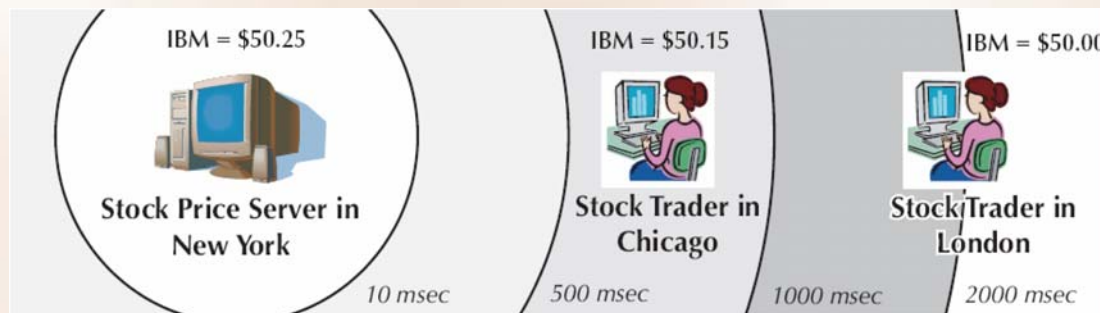 IBM = $50.25
IBM = $50.15
IBM = $50.00
Stock Price Server in
New York
Stock Trader in
Chicago
Stock Trader in
London
10 msec
500 msec
1000 msec
2000 msec